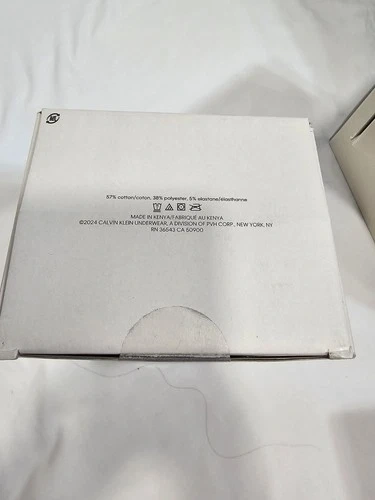 57% cotton/coton, 38% polyester, 5% elastane/élasthanne
MADE IN KENYA/FABRIQUÉ AU KENYA
©2024 CALVIN KLEIN UNDERWEAR, A DIVISION OF PVH CORP., NEW YORK, NY
RN 36543 CA 50900